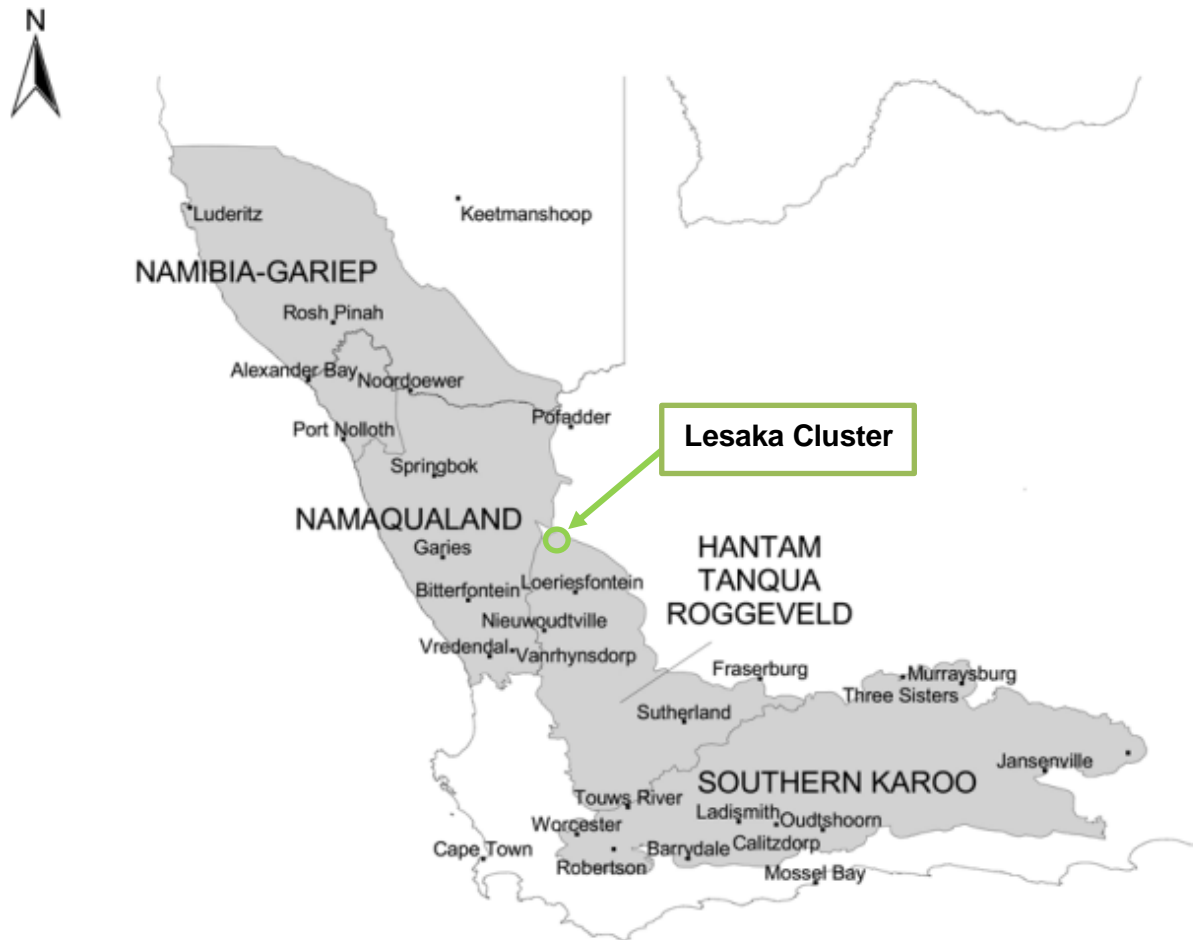 N
Luderitz
Keetmanshoop
NAMIBIA-GARIEP
Rosh Pinah
Alexander Bay
Noordoewer
Pofadder
Port Nolloth
Lesaka Cluster
Springbok
NAMAQUALAND
Garies
HANTAM
TANQUA
ROGGEVELD
Loeriesfontein
Bitterfontein
Nieuwoudtville
Vredendal
Vanrhynsdorp
Fraserburg
Murraysburg
Three Sisters
Sutherland
Jansenville
SOUTHERN KAROO
Touws River
Ladismith
Oudtshoorn
Worcester
Calitzdorp
Cape Town
Barrydale
Robertson
Mossel Bay